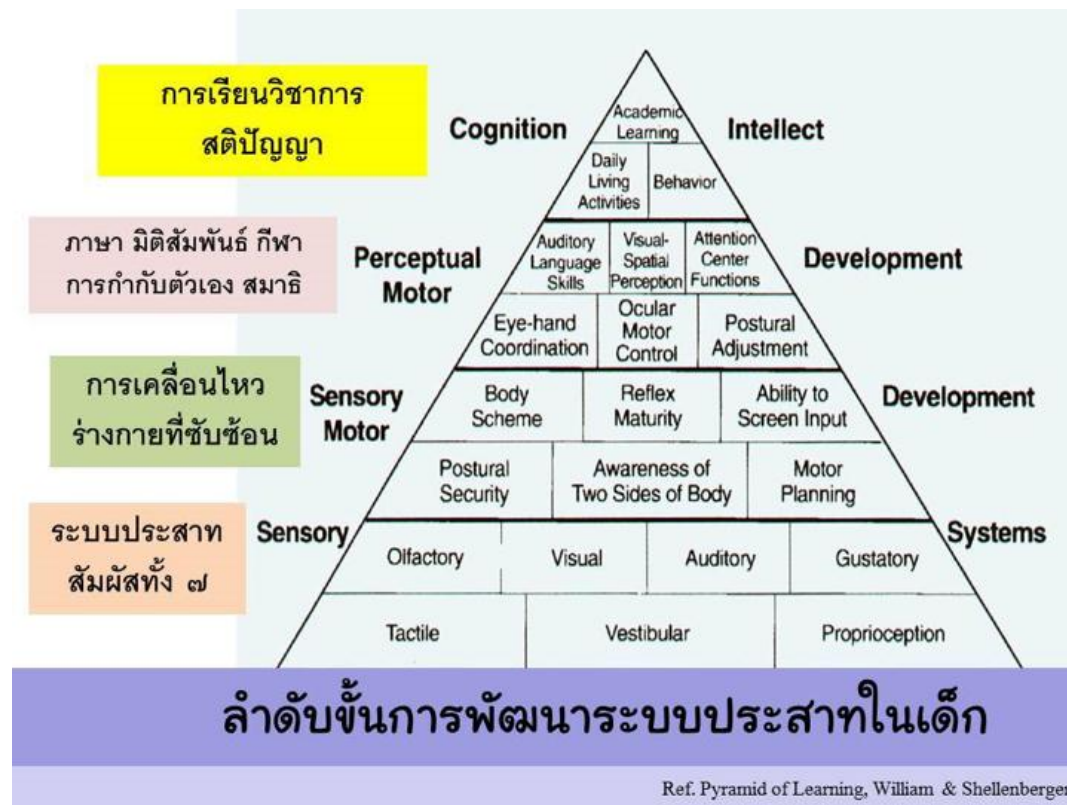 การเรียนวิชาการ
สติปัญญา
Cognition
Academic
Learning
Intellect
Daily
Living
Activities
Behavior
ภาษา มิติสัมพันธ์ กีฬา
การกำกับตัวเอง สมาธิ
Perceptual
Motor
Auditory
Language
Skills
Visual-
Spatial
Perception
Attention
Center
Functions
Development
Eye-hand
Coordination
Ocular
Motor
Control
Postural
Adjustment
การเคลื่อนไหว
ร่างกายที่ซับซ้อน
Sensory
Motor
Body
Scheme
Reflex
Maturity
Ability to
Screen Input
Development
Postural
Security
Awareness of
Two Sides of Body
Motor
Planning
ระบบประสาท
สัมผัสทั้ง ๗
Sensory
Olfactory
Visual
Auditory
Gustatory
Systems
Tactile
Vestibular
Proprioception
ลำดับขั้นการพัฒนาระบบประสาทในเด็ก
Ref. Pyramid of Learning, William & Shellenberger